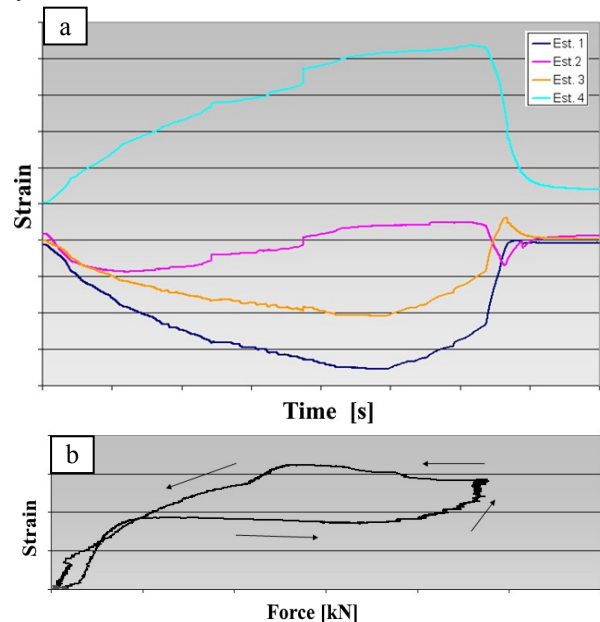 a
Est. 1
Est.2
Est. 3
Est. 4
Strain
Time [s]
b
Strain
Force [kN]